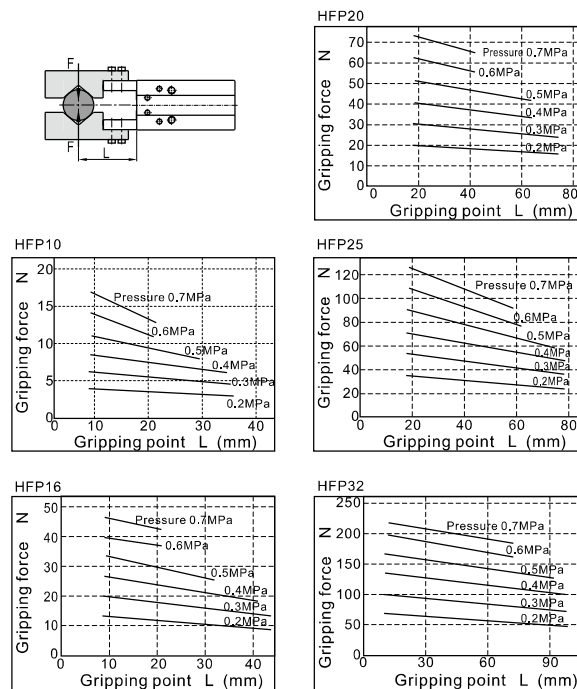 HFP20
Gripping force N
70
60
50
40
30
20
10
0
Pressure 0.7MPa
0.6MPa
0.5MPa
0.4MPa
0.3MPa
0.2MPa
0 20 40 60 80
Gripping point L (mm)
F
F
L
HFP10
Gripping force N
20
15
10
5
0
Pressure 0.7MPa
0.6MPa
0.5MPa
0.4MPa
0.3MPa
0.2MPa
0 10 20 30 40
Gripping point L (mm)
HFP25
Gripping force N
120
100
80
60
40
20
0
Pressure 0.7MPa
0.6MPa
0.5MPa
0.4MPa
0.3MPa
0.2MPa
0 20 40 60 80
Gripping point L (mm)
HFP16
Gripping force N
50
40
30
20
10
0
Pressure 0.7MPa
0.6MPa
0.5MPa
0.4MPa
0.3MPa
0.2MPa
0 10 20 30 40
Gripping point L (mm)
HFP32
Gripping force N
250
200
150
100
50
0
Pressure 0.7MPa
0.6MPa
0.5MPa
0.4MPa
0.3MPa
0.2MPa
30 60 90
Gripping point L (mm)